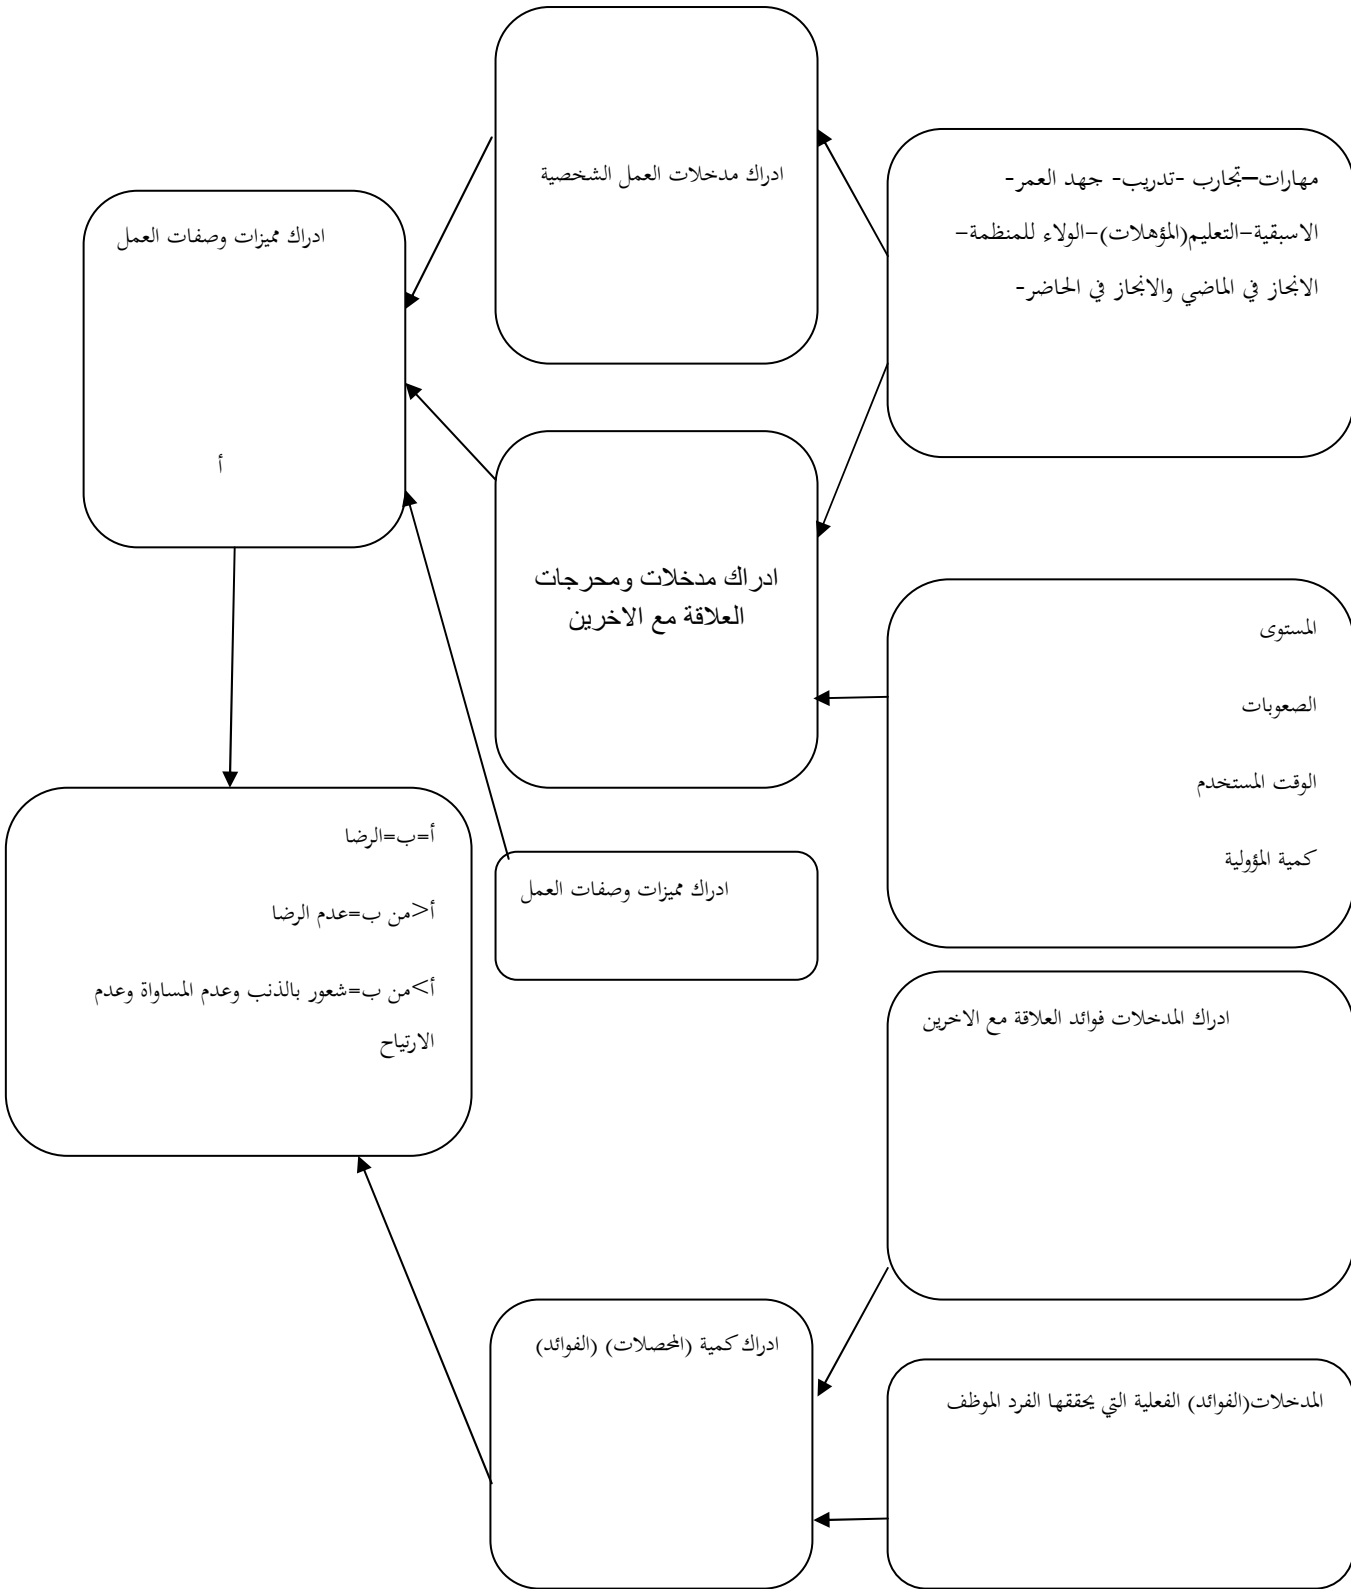 مهارات–تجارب -تدريب- جهد العمر-
الاسبقية–التعليم(المؤهلات)–الولاء للمنظمة–
الانجاز في الماضي والانجاز في الحاضر-
ادراك مدخلات العمل الشخصية
ادراك مميزات وصفات العمل
أ
ادراك مدخلات ومحرجات
العلاقة مع الاخرين
المستوى
الصعوبات
الوقت المستخدم
كمية المؤولية
ادراك مميزات وصفات العمل
أ=ب=الرضا
أ>من ب=عدم الرضا
أ<من ب=شعور بالذنب وعدم المساواة وعدم
الارتياح
ادراك المدخلات فوائد العلاقة مع الاخرين
ادراك كمية (المحصلات) (الفوائد)
المدخلات(الفوائد) الفعلية التي يحققها الفرد الموظف